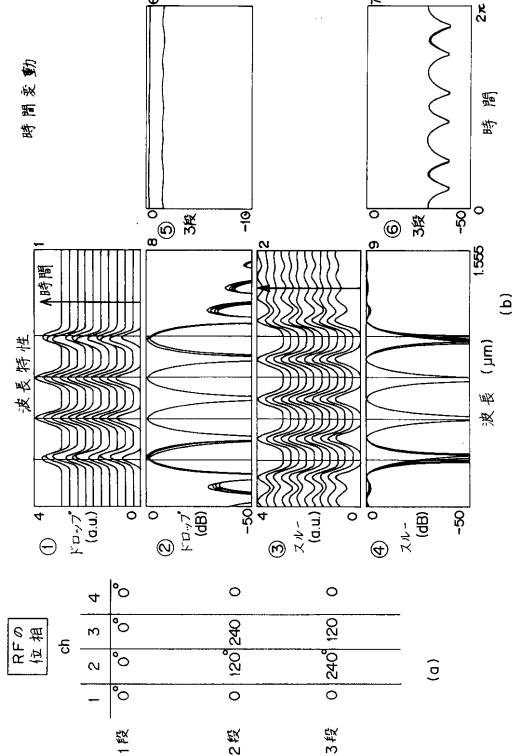 RFの
位相
ch
1 2 3 4
1段 0° 0° 0° 0°
2段 0 120° 240 0
3段 0 240° 120 0
(a)
波長特性
時間変動
① ドロップ (a.u.)
4
0
時間
1
② ドロップ (dB)
0
-50
8
⑤ 3段
0
-10
6
③ スルー (a.u.)
4
0
2
④ スルー (dB)
0
-50
9
1.555
波長 (μm)
⑥ 3段
0
-50
7
0
2π
時間
(b)